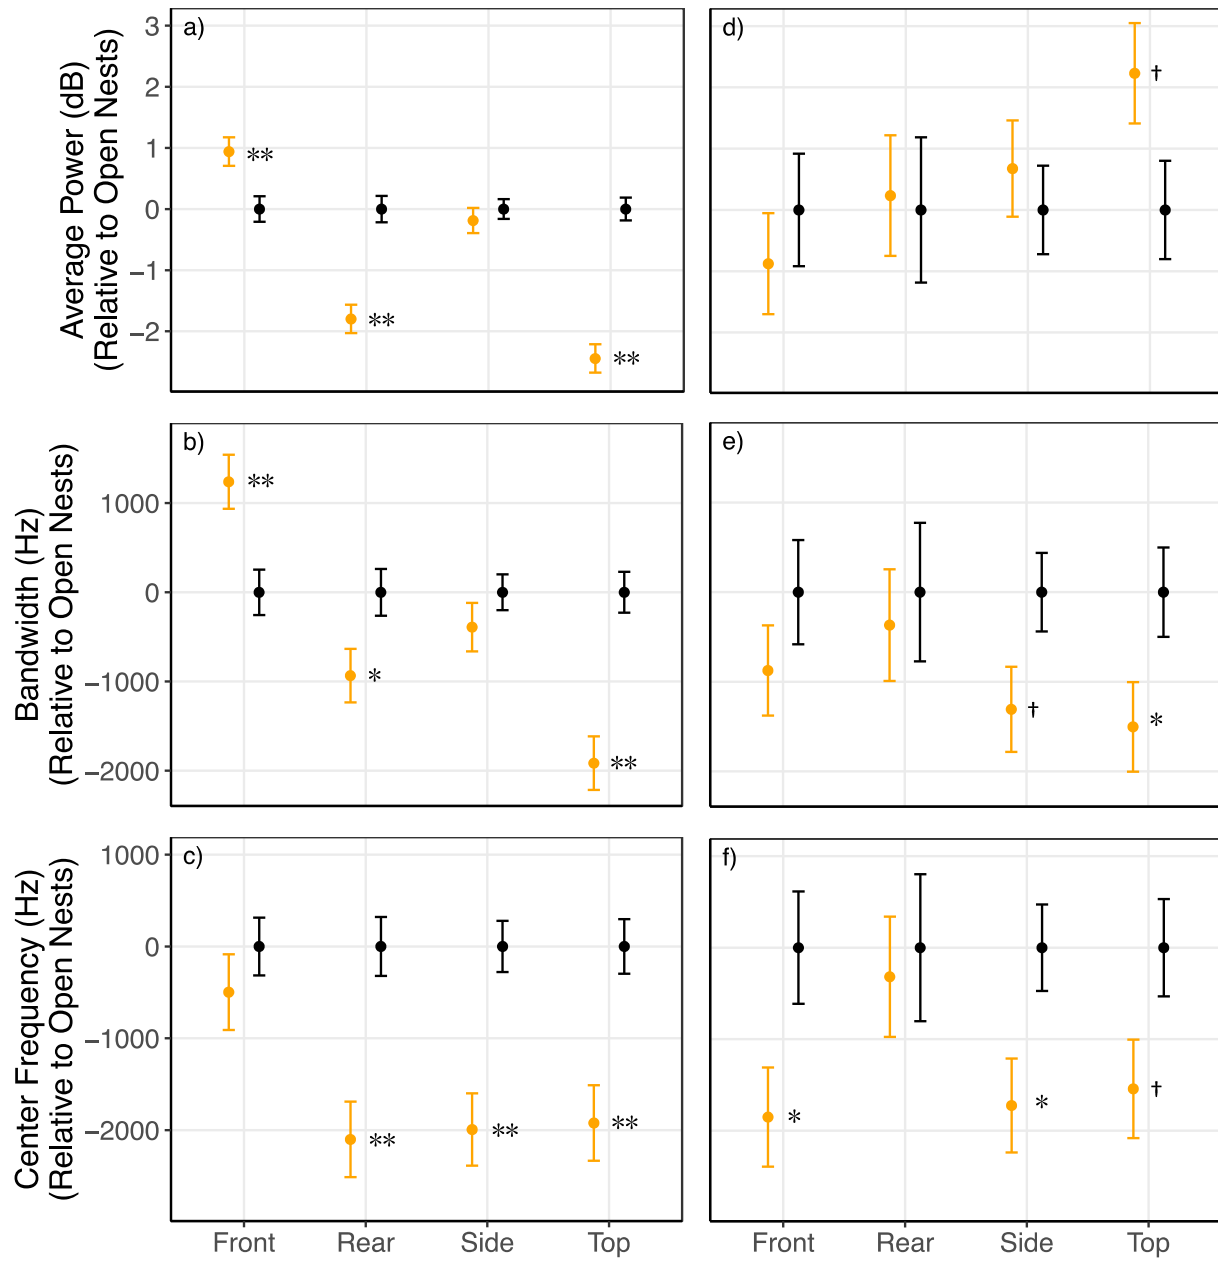 Average Power (dB)
(Relative to Open Nests)
3
2
1
0
−1
−2
a)
**
**
**
d)
†
Bandwidth (Hz)
(Relative to Open Nests)
1000
0
−1000
−2000
b)
**
*
**
e)
†
*
Center Frequency (Hz)
(Relative to Open Nests)
1000
0
−1000
−2000
c)
**
**
**
f)
*
*
†
Front Rear Side Top
Front Rear Side Top